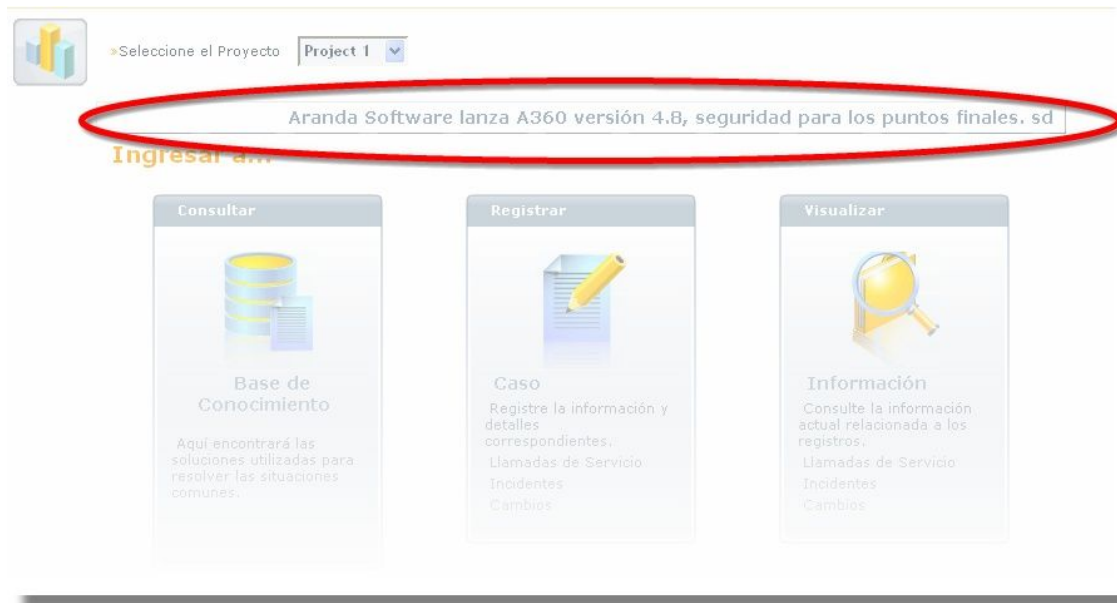 »Seleccione el Proyecto Project 1
Aranda Software lanza A360 versión 4.8, seguridad para los puntos finales. sd
Ingresar a...
Consultar
Base de
Conocimiento
Aquí encontrará las
soluciones utilizadas para
resolver las situaciones
comunes.
Registrar
Caso
Registre la información y
detalles
correspondientes.
Llamadas de Servicio
Incidentes
Cambios
Visualizar
Información
Consulte la información
actual relacionada a los
registros.
Llamadas de Servicio
Incidentes
Cambios